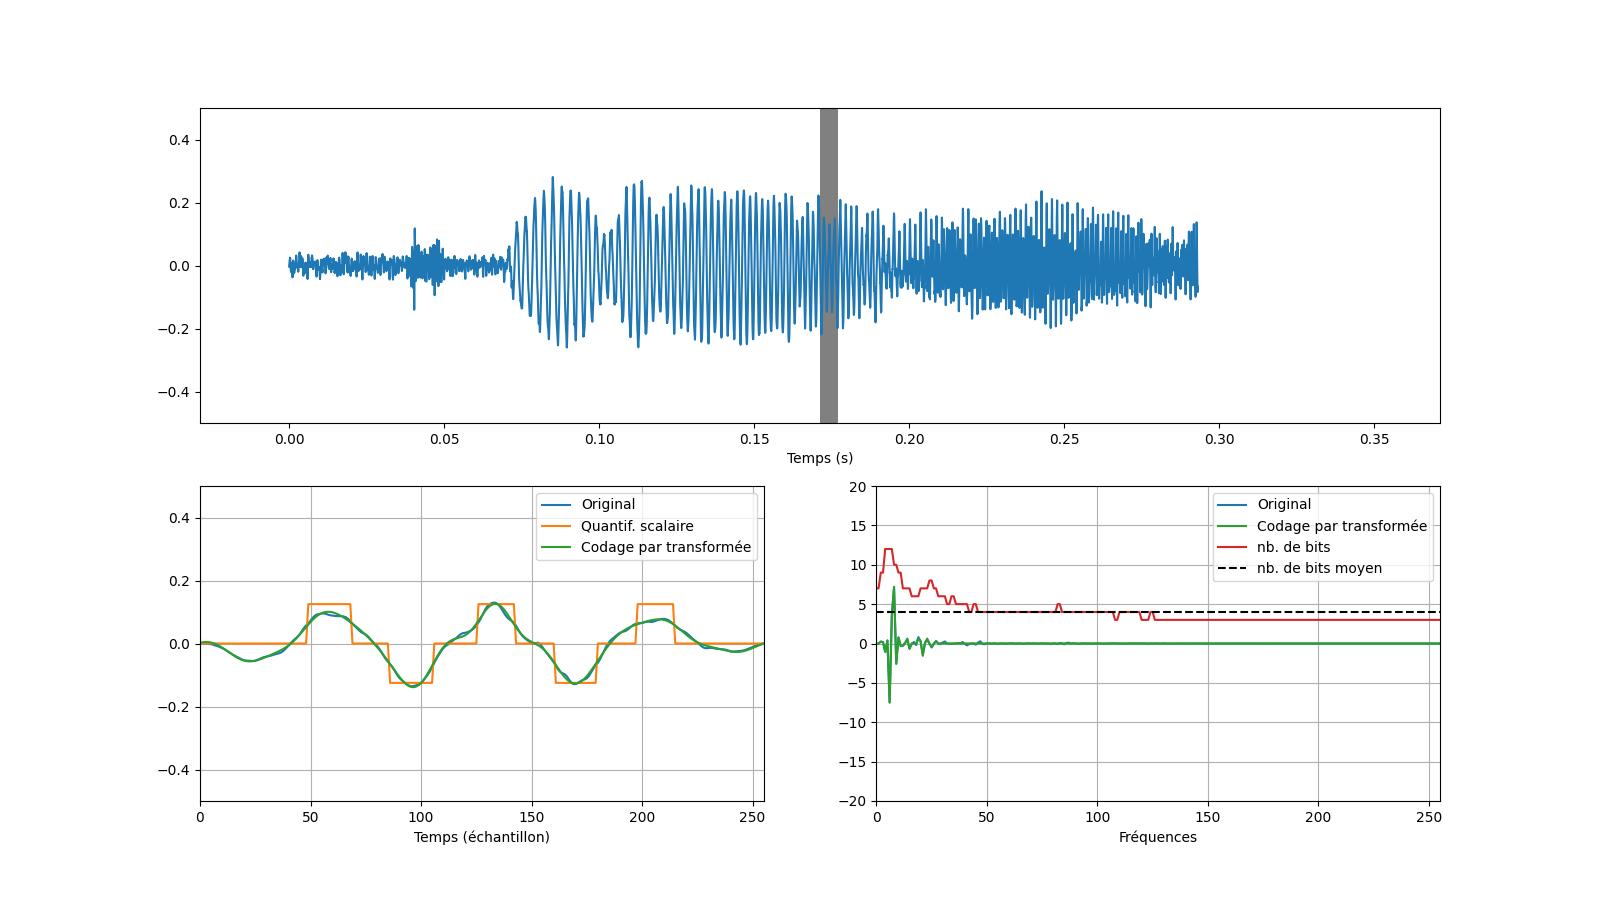 0.4
0.2
0.0
−0.2
−0.4
0.00 0.05 0.10 0.15 0.20 0.25 0.30 0.35
Temps (s)
0.4
0.2
0.0
−0.2
−0.4
Original
Quantif. scalaire
Codage par transformée
0 50 100 150 200 250
Temps (échantillon)
20
15
10
5
0
−5
−10
−15
−20
Original
Codage par transformée
nb. de bits
nb. de bits moyen
0 50 100 150 200 250
Fréquences